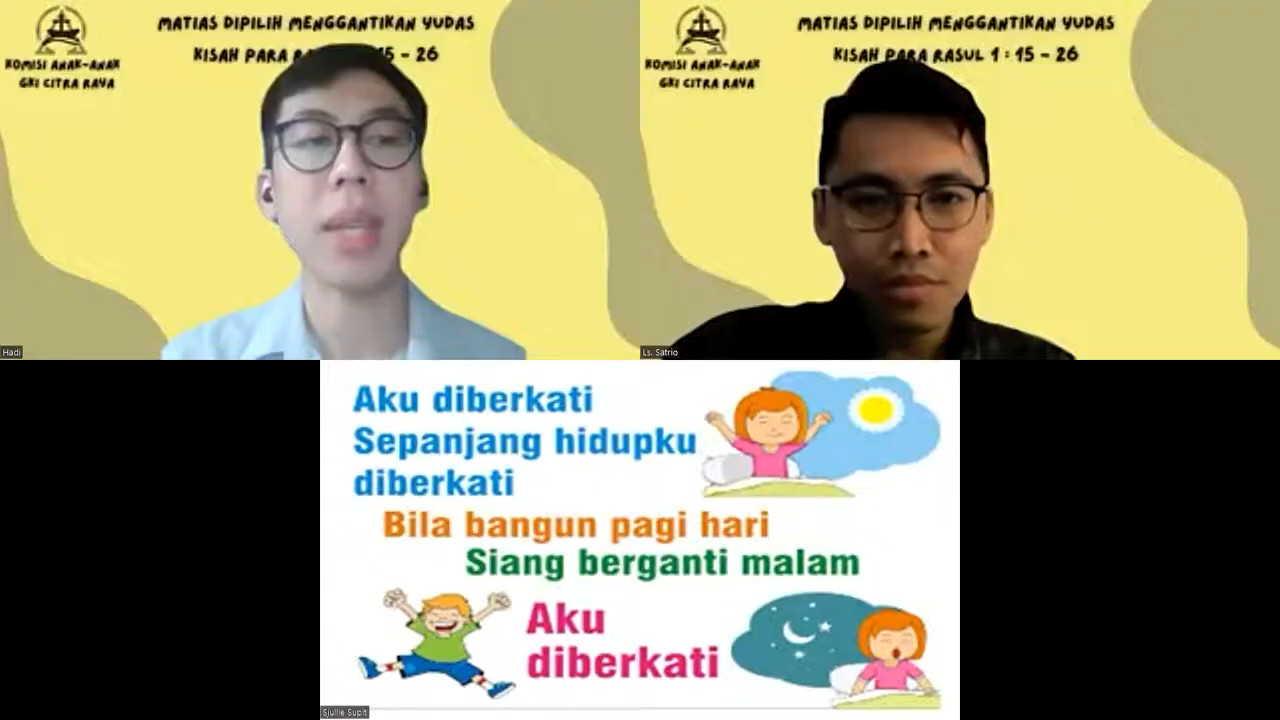 MATIAS DIPILIH MENGGANTIKAN YUDAS
KISAH PARA RA 15 - 26
KOMISI ANAK-ANAK
GKI CITRA RAYA
Hadi
MATIAS DIPILIH MENGGANTIKAN YUDAS
KISAH PARA RASUL 1 : 15 - 26
KOMISI ANAK-ANAK
GKI CITRA RAYA
Ls. Satrio
Aku diberkati
Sepanjang hidupku
diberkati
Bila bangun pagi hari
Siang berganti malam
Aku
diberkati
Sjullie Supit